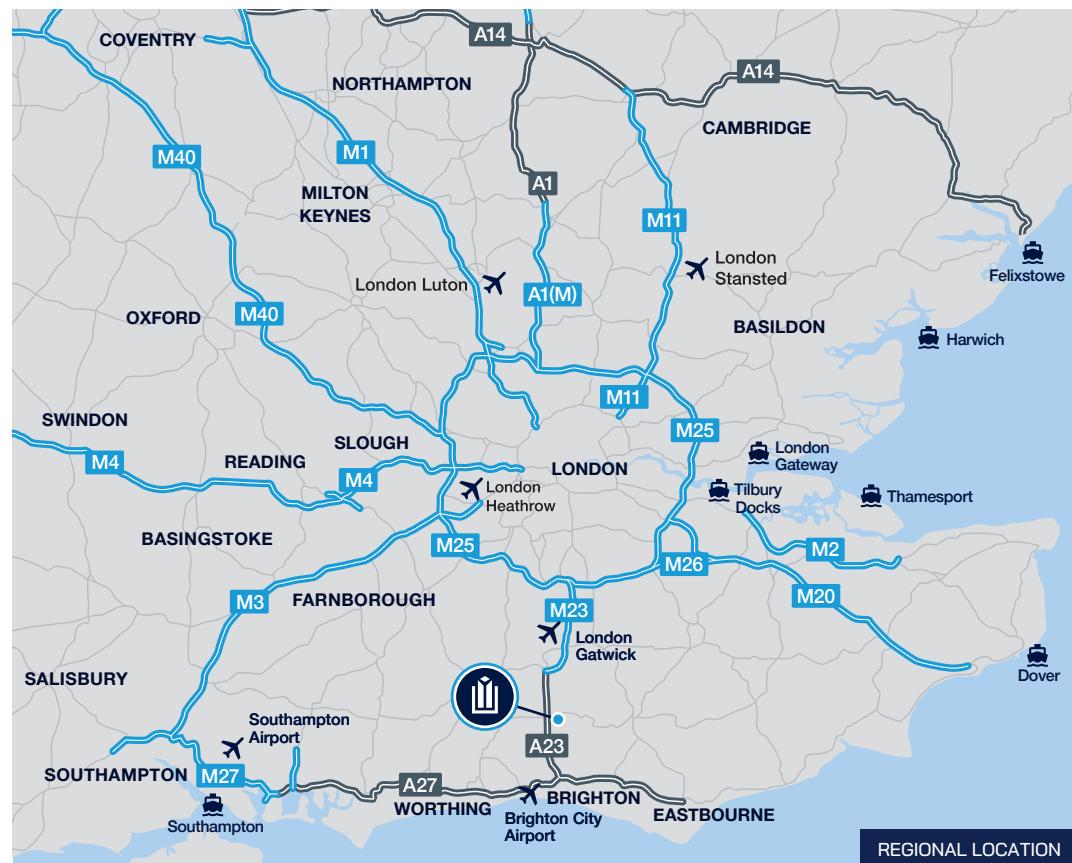 A14
COVENTRY
A14
NORTHAMPTON
CAMBRIDGE
M40
M1
A1
MILTON
KEYNES
M11
London
Stansted
Felixstowe
London Luton
A1(M)
M40
OXFORD
BASILDON
Harwich
M11
SWINDON
M25
SLOUGH
London
Gateway
M4
READING
M4
LONDON
Tilbury
Docks
Thamesport
London
Heathrow
BASINGSTOKE
M25
M2
M26
M20
M3
FARNBOROUGH
M23
London
Gatwick
SALISBURY
Dover
Southampton
Airport
A23
SOUTHAMPTON
M27
A27
WORTHING
BRIGHTON
EASTBOURNE
Southampton
Brighton City
Airport
REGIONAL LOCATION